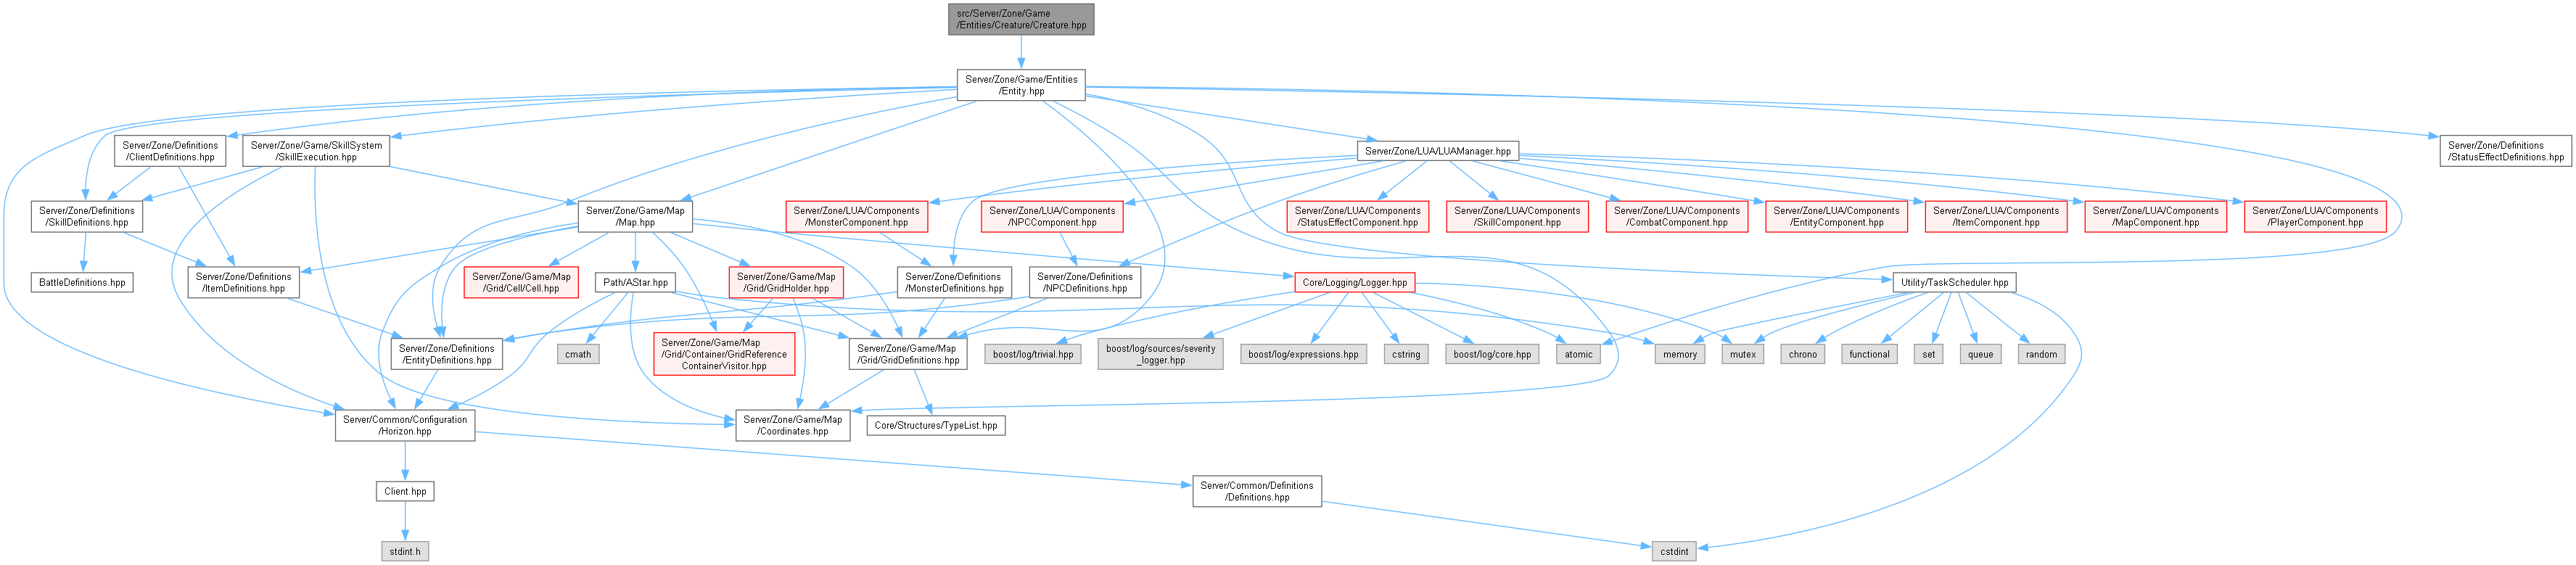 src/Server/Zone/Game
/Entities/Creature/Creature.hpp
Server/Zone/Game/Entities
/Entity.hpp
Server/Zone/Definitions
/ClientDefinitions.hpp
Server/Zone/Game/SkillSystem
/SkillExecution.hpp
Server/Zone/LUA/LUAManager.hpp
Server/Zone/Definitions
/StatusEffectDefinitions.hpp
Server/Zone/Definitions
/SkillDefinitions.hpp
Server/Zone/Game/Map
/Map.hpp
Server/Zone/LUA/Components
/MonsterComponent.hpp
Server/Zone/LUA/Components
/NPCComponent.hpp
Server/Zone/LUA/Components
/StatusEffectComponent.hpp
Server/Zone/LUA/Components
/SkillComponent.hpp
Server/Zone/LUA/Components
/CombatComponent.hpp
Server/Zone/LUA/Components
/EntityComponent.hpp
Server/Zone/LUA/Components
/ItemComponent.hpp
Server/Zone/LUA/Components
/MapComponent.hpp
Server/Zone/LUA/Components
/PlayerComponent.hpp
BattleDefinitions.hpp
Server/Zone/Definitions
/ItemDefinitions.hpp
Server/Zone/Game/Map
/Grid/Cell/Cell.hpp
Path/AStar.hpp
Server/Zone/Game/Map
/Grid/GridHolder.hpp
Server/Zone/Definitions
/MonsterDefinitions.hpp
Server/Zone/Definitions
/NPCDefinitions.hpp
Core/Logging/Logger.hpp
Utility/TaskScheduler.hpp
Server/Zone/Definitions
/EntityDefinitions.hpp
cmath
Server/Zone/Game/Map
/Grid/Container/GridReference
ContainerVisitor.hpp
Server/Zone/Game/Map
/Grid/GridDefinitions.hpp
boost/log/trivial.hpp
boost/log/sources/severity
_logger.hpp
boost/log/expressions.hpp
cstring
boost/log/core.hpp
atomic
memory
mutex
chrono
functional
set
queue
random
Server/Common/Configuration
/Horizon.hpp
Server/Zone/Game/Map
/Coordinates.hpp
Core/Structures/TypeList.hpp
Client.hpp
Server/Common/Definitions
/Definitions.hpp
stdint.h
cstdint